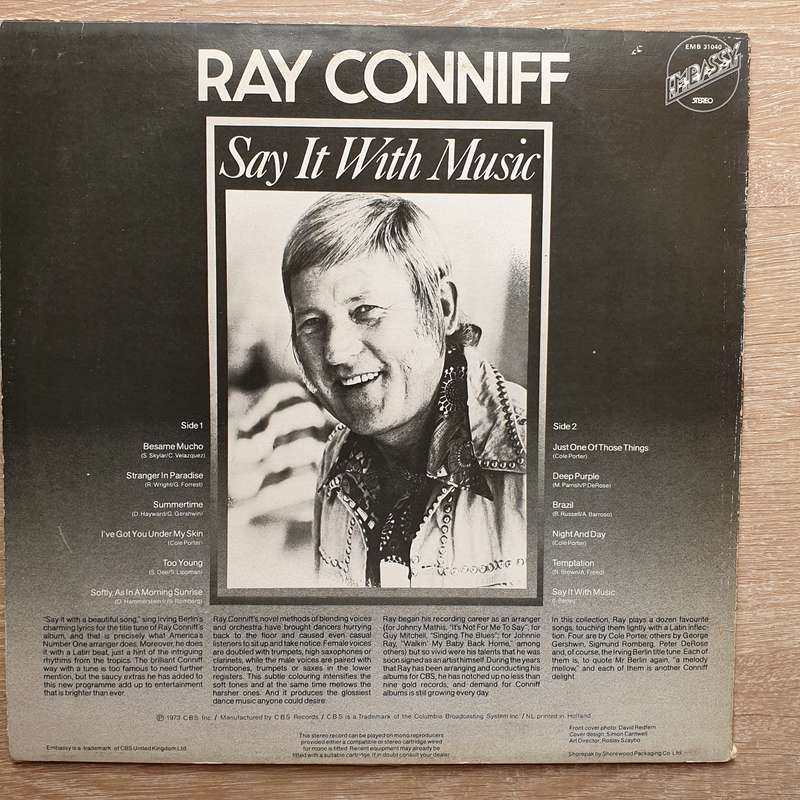 EMB 31040
EMBASSY
STEREO
RAY CONNIFF
Say It With Music
Side 1
Besame Mucho
(S. Skylar/C. Velazquez)
Stranger In Paradise
(R. Wright/G. Forrest)
Summertime
(D. Hayward/G. Gershwin)
I've Got You Under My Skin
(Cole Porter)
Too Young
(S. Dee/S. Lippman)
Softly, As In A Morning Sunrise
(O. Hammerstein II/S. Romberg)
Side 2
Just One Of Those Things
(Cole Porter)
Deep Purple
(M. Parrish/P. DeRose)
Brazil
(B. Russell/A. Barroso)
Night And Day
(Cole Porter)
Temptation
(N. Brown/A. Freed)
Say It With Music
(I. Berlin)
"Say it with a beautiful song," sing Irving Berlin's
charming lyrics for the title tune of Ray Conniff's
album, and that is precisely what America's
Number One arranger does. Moreover, he does
it with a Latin beat, just a hint of the intriguing
rhythms from the tropics. The brilliant Conniff
way with a tune is too famous to need further
mention, but the saucy extras he has added to
this new programme add up to entertainment
that is brighter than ever.
Ray Conniff's novel methods of blending voices
and orchestra have brought dancers hurrying
back to the floor and caused even casual
listeners to sit up and take notice. Female voices
are doubled with trumpets, high saxophones or
clarinets, while the male voices are paired with
trombones, trumpets or saxes in the lower
registers. This subtle colouring intensifies the
soft tones and at the same time mellows the
harsher ones. And it produces the glossiest
dance music anyone could desire.
Ray began his recording career as an arranger
(for Johnny Mathis, "It's Not For Me To Say", for
Guy Mitchell, "Singing The Blues"; for Johnnie
Ray, "Walkin' My Baby Back Home," among
others) but so vivid were his talents that he was
soon signed as an artist himself. During the years
that Ray has been arranging and conducting his
albums for CBS, he has notched up no less than
nine gold records; and demand for Conniff
albums is still growing every day.
In this collection, Ray plays a dozen favourite
songs, touching them lightly with a Latin inflec-
tion. Four are by Cole Porter, others by George
Gershwin, Sigmund Romberg, Peter DeRose
and, of course, the Irving Berlin title tune. Each of
them is, to quote Mr Berlin again, "a melody
mellow", and each of them is another Conniff
delight.
Ⓟ 1973 C.B.S. Inc / Manufactured by C.B.S. Records / C.B.S is a Trademark of the Columbia Broadcasting System Inc / NL printed in Holland
Embassy is a trademark of CBS United Kingdom Ltd.
This stereo record can be played on mono reproducers
provided either a compatible or stereo cartridge wired
for mono is fitted. Recent equipment may already be
fitted with a suitable cartridge. If in doubt consult your dealer.
Front cover photo: David Redfern
Cover design: Simon Cantwell
Art Director: Roslav Szaybo
Shorepak by Shorewood Packaging Co. Ltd.